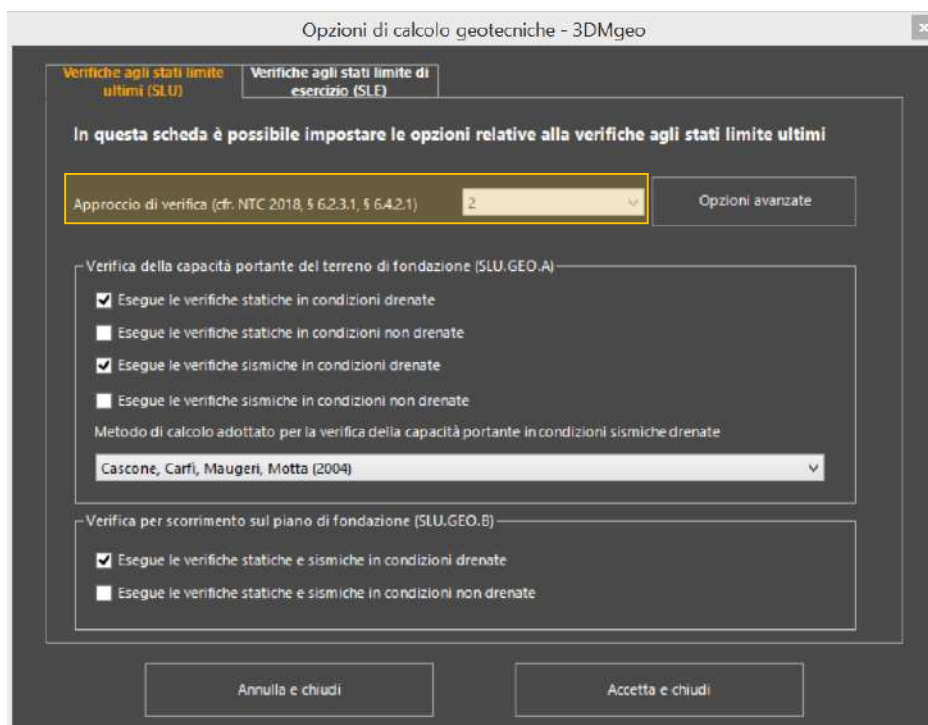 Opzioni di calcolo geotecniche - 3DMgeo
x
Verifiche agli stati limite
ultimi (SLU)
Verifiche agli stati limite di
esercizio (SLE)
In questa scheda è possibile impostare le opzioni relative alla verifiche agli stati limite ultimi
Approccio di verifica (cfr. NTC 2018, § 6.2.3.1, § 6.4.2.1)
2
Opzioni avanzate
Verifica della capacità portante del terreno di fondazione (SLU.GEO.A)
Esegue le verifiche statiche in condizioni drenate
Esegue le verifiche statiche in condizioni non drenate
Esegue le verifiche sismiche in condizioni drenate
Esegue le verifiche sismiche in condizioni non drenate
Metodo di calcolo adottato per la verifica della capacità portante in condizioni sismiche drenate
Cascone, Carfì, Maugeri, Motta (2004)
Verifica per scorrimento sul piano di fondazione (SLU.GEO.B)
Esegue le verifiche statiche e sismiche in condizioni drenate
Esegue le verifiche statiche e sismiche in condizioni non drenate
Annulla e chiudi
Accetta e chiudi